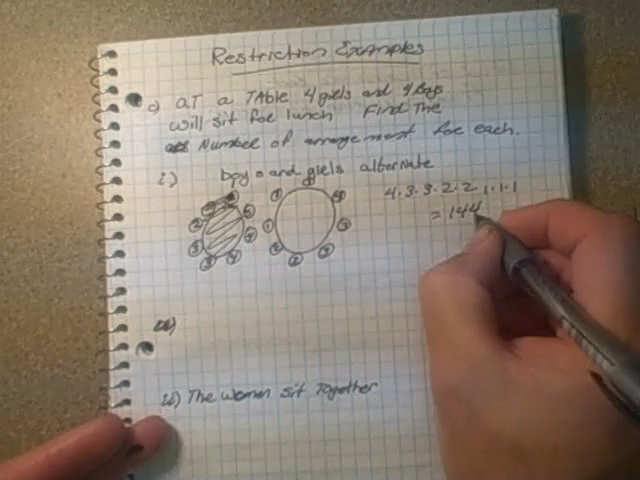 Restriction Examples
c) aT a TAble 4 girls and 4 boys
will sit for lunch Find The
Number of arrangement for each.
i.) boys and girls alternate
4.3.3.2.2 1.1.1
= 144
ii) The women sit Together